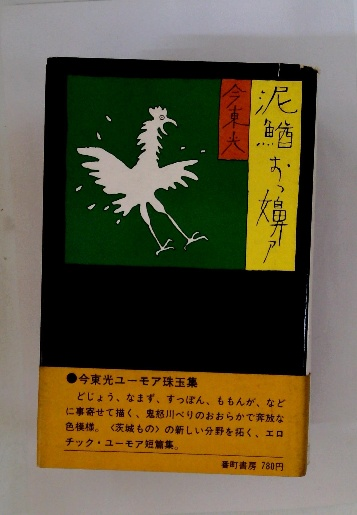 泥鰌おっ嬶ァ
今東光
●今東光ユーモア珠玉集
どじょう、なまず、すっぽん、ももんが、など
に事寄せて描く、鬼怒川べりのおおらかで奔放な
色模様。〈茨城もの〉の新しい分野を拓く、エロ
チック・ユーモア短篇集。
番町書房 780円